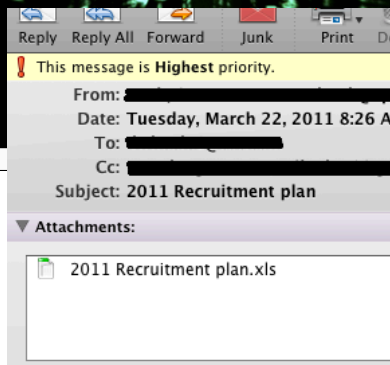 Reply Reply All Forward Junk Print
This message is Highest priority.
From:
Date: Tuesday, March 22, 2011 8:26 A
To:
Cc:
Subject: 2011 Recruitment plan
Attachments:
2011 Recruitment plan.xls